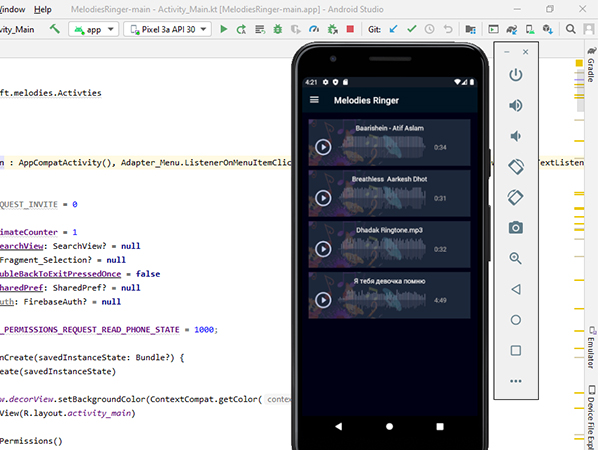 Window Help MelodiesRinger-main - Activity_Main.kt [MelodiesRinger-main.app] - Android Studio
ivity_Main app Pixel 3a API 30 Git:
ft.melodies.Activties
n : AppCompatActivity(), Adapter_Menu.ListenerOnMenuItemClic
TextListen
QUEST_INVITE = 0
imateCounter = 1
earchView: SearchView? = null
Fragment_Selection? = null
ubleBackToExitPressedOnce = false
haredPref: SharedPref? = null
uth: FirebaseAuth? = null
_PERMISSIONS_REQUEST_READ_PHONE_STATE = 1000;
nCreate(savedInstanceState: Bundle?) {
eate(savedInstanceState)
w.decorView.setBackgroundColor(ContextCompat.getColor( conte
View(R.layout.activity_main)
Permissions()
4:21
Melodies Ringer
Baarishein - Atif Aslam
0:34
Breathless Aarkesh Dhot
0:31
Dhadak Ringtone.mp3
0:32
Я тебя девочка помню
4:49
Gradle
Emulator
Device File Expl